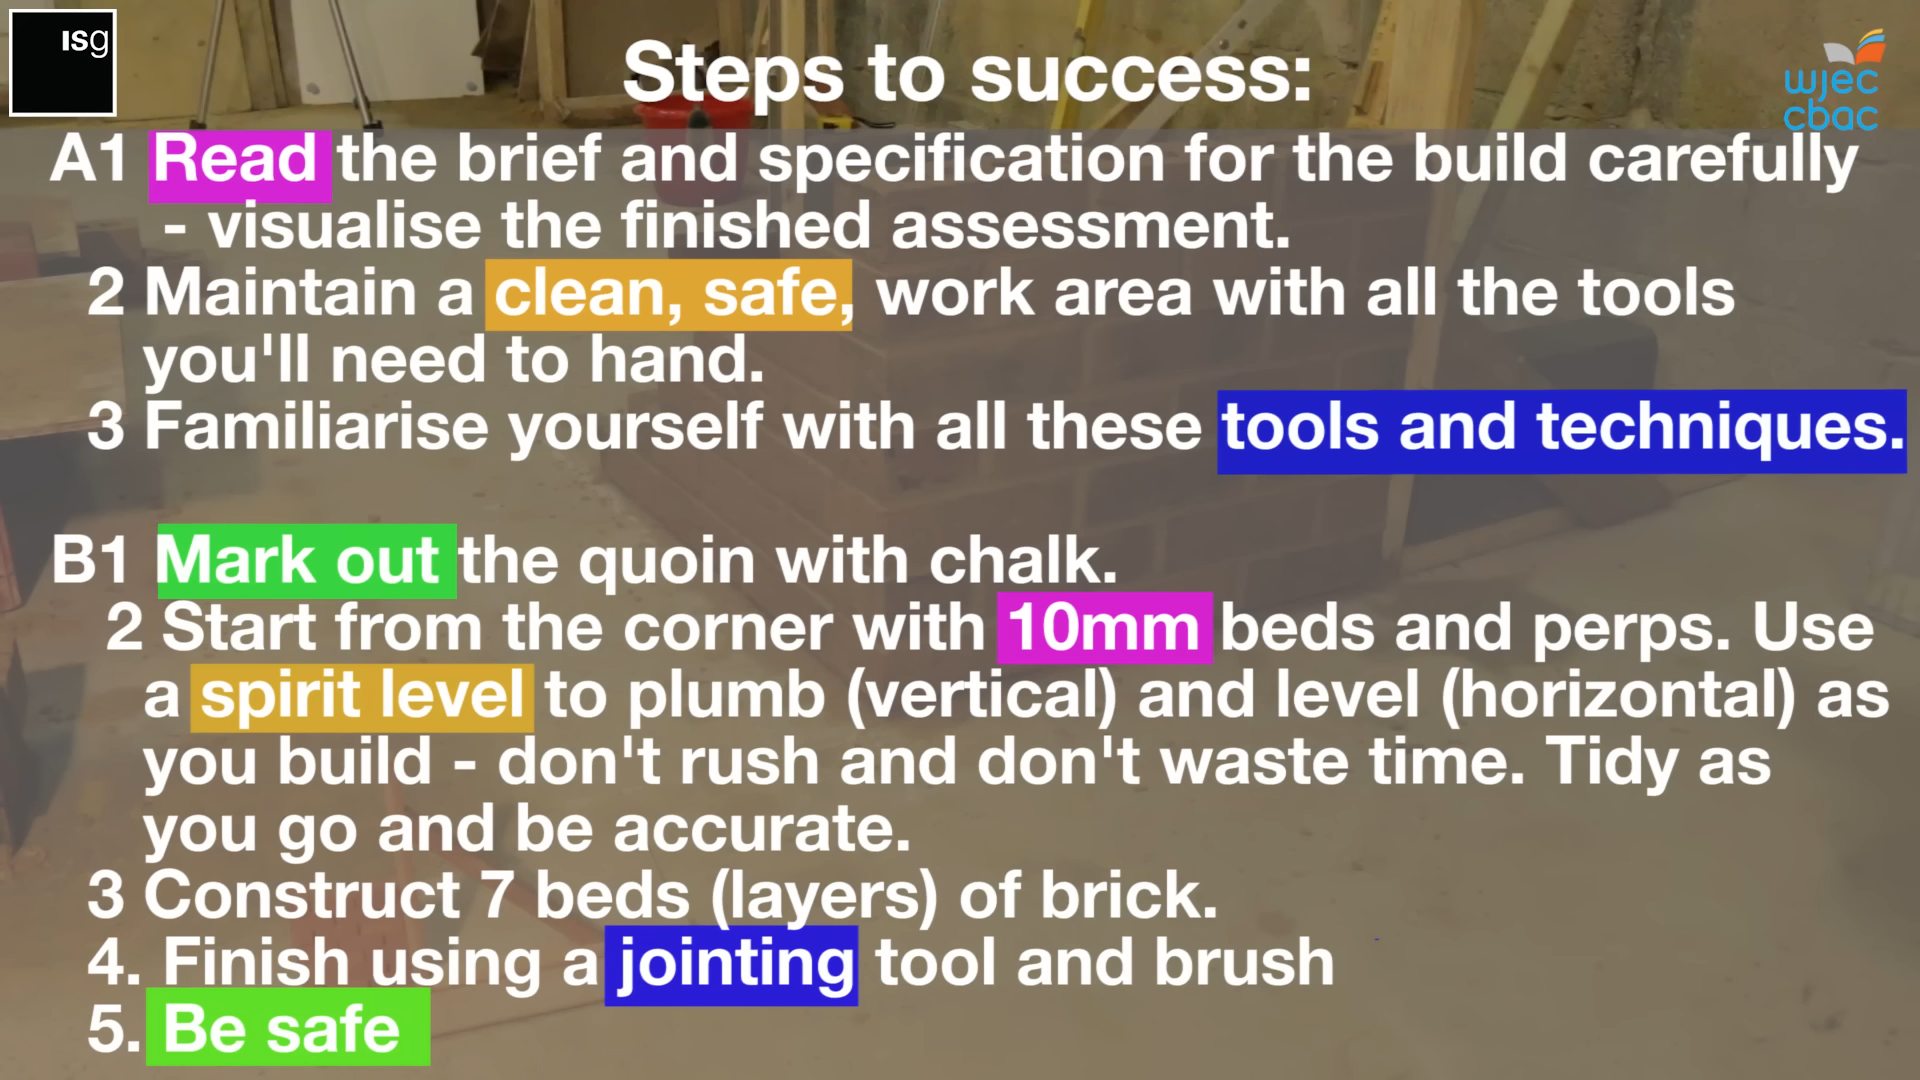 ISg
Steps to success:
wjec
cbac
A1 Read the brief and specification for the build carefully
- visualise the finished assessment.
2 Maintain a clean, safe, work area with all the tools
you'll need to hand.
3 Familiarise yourself with all these tools and techniques.
B1 Mark out the quoin with chalk.
2 Start from the corner with 10mm beds and perps. Use
a spirit level to plumb (vertical) and level (horizontal) as
you build - don't rush and don't waste time. Tidy as
you go and be accurate.
3 Construct 7 beds (layers) of brick.
4. Finish using a jointing tool and brush
5. Be safe